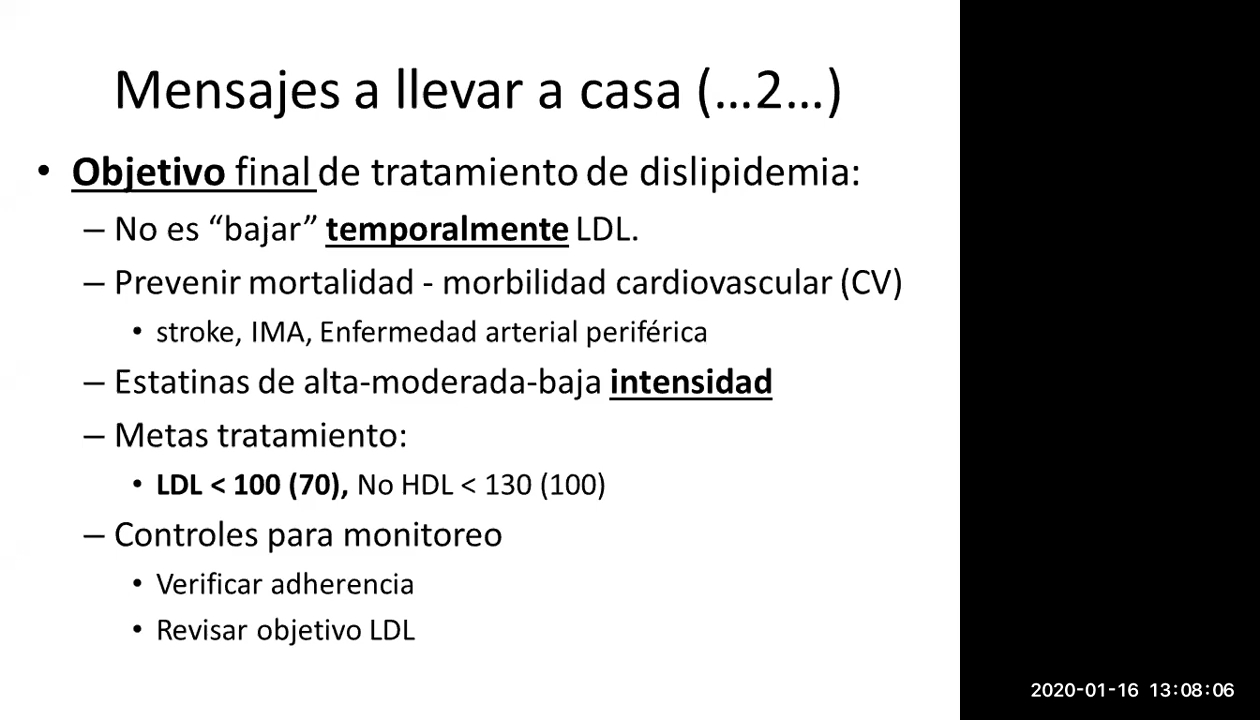 Mensajes a llevar a casa (...2...)
• Objetivo final de tratamiento de dislipidemia:
– No es “bajar” temporalmente LDL.
– Prevenir mortalidad - morbilidad cardiovascular (CV)
• stroke, IMA, Enfermedad arterial periférica
– Estatinas de alta-moderada-baja intensidad
– Metas tratamiento:
• LDL < 100 (70), No HDL < 130 (100)
– Controles para monitoreo
• Verificar adherencia
• Revisar objetivo LDL
2020-01-16 13:08:06